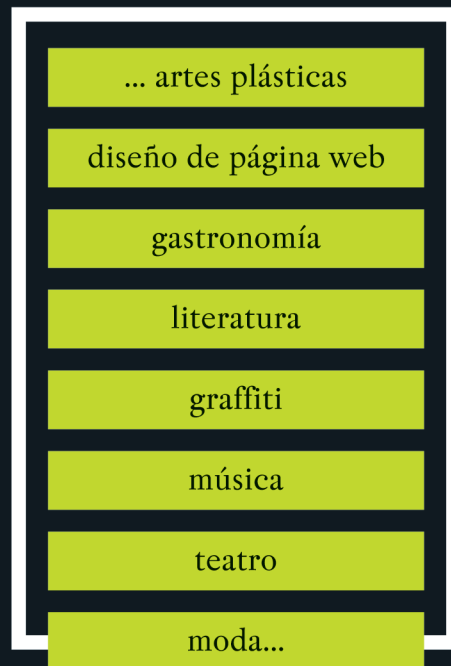 ... artes plásticas
diseño de página web
gastronomía
literatura
graffiti
música
teatro
moda...